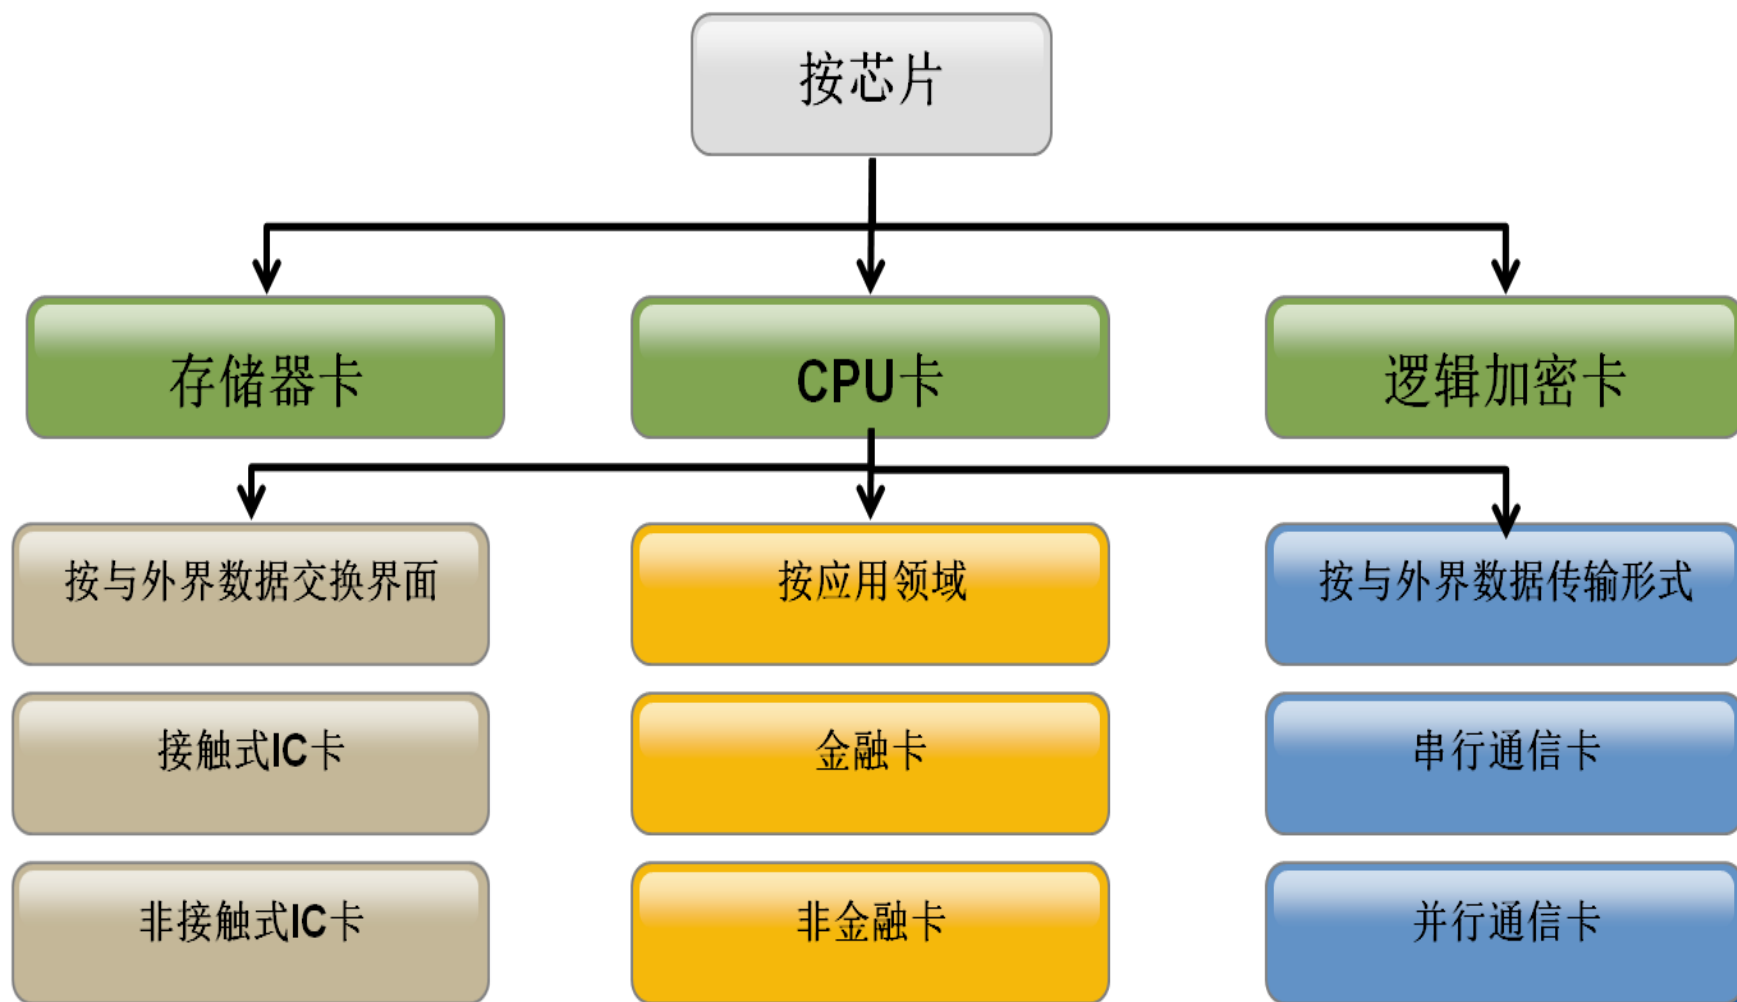 按芯片
存储器卡
CPU卡
逻辑加密卡
按与外界数据交换界面
按应用领域
按与外界数据传输形式
接触式IC卡
金融卡
串行通信卡
非接触式IC卡
非金融卡
并行通信卡